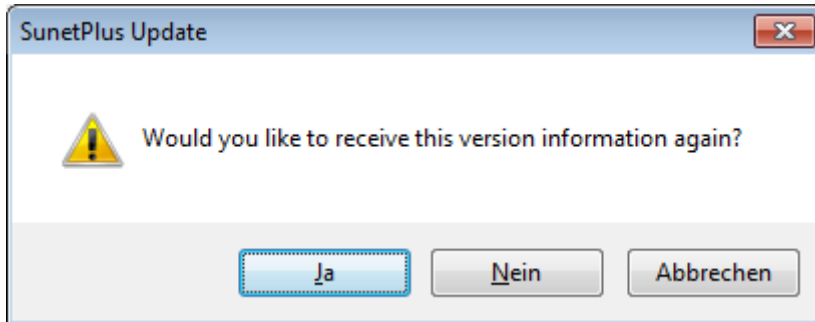 SunetPlus Update
Would you like to receive this version information again?
Ja
Nein
Abbrechen